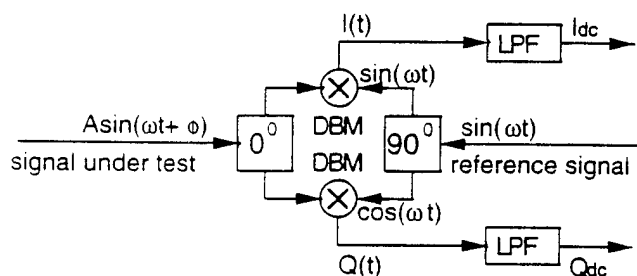 I(t)
LPF
Idc
sin(ωt)
Asin(ωt+ Φ)
0°
DBM
90°
sin(ωt)
signal under test
DBM
reference signal
cos(ωt)
Q(t)
LPF
Qdc